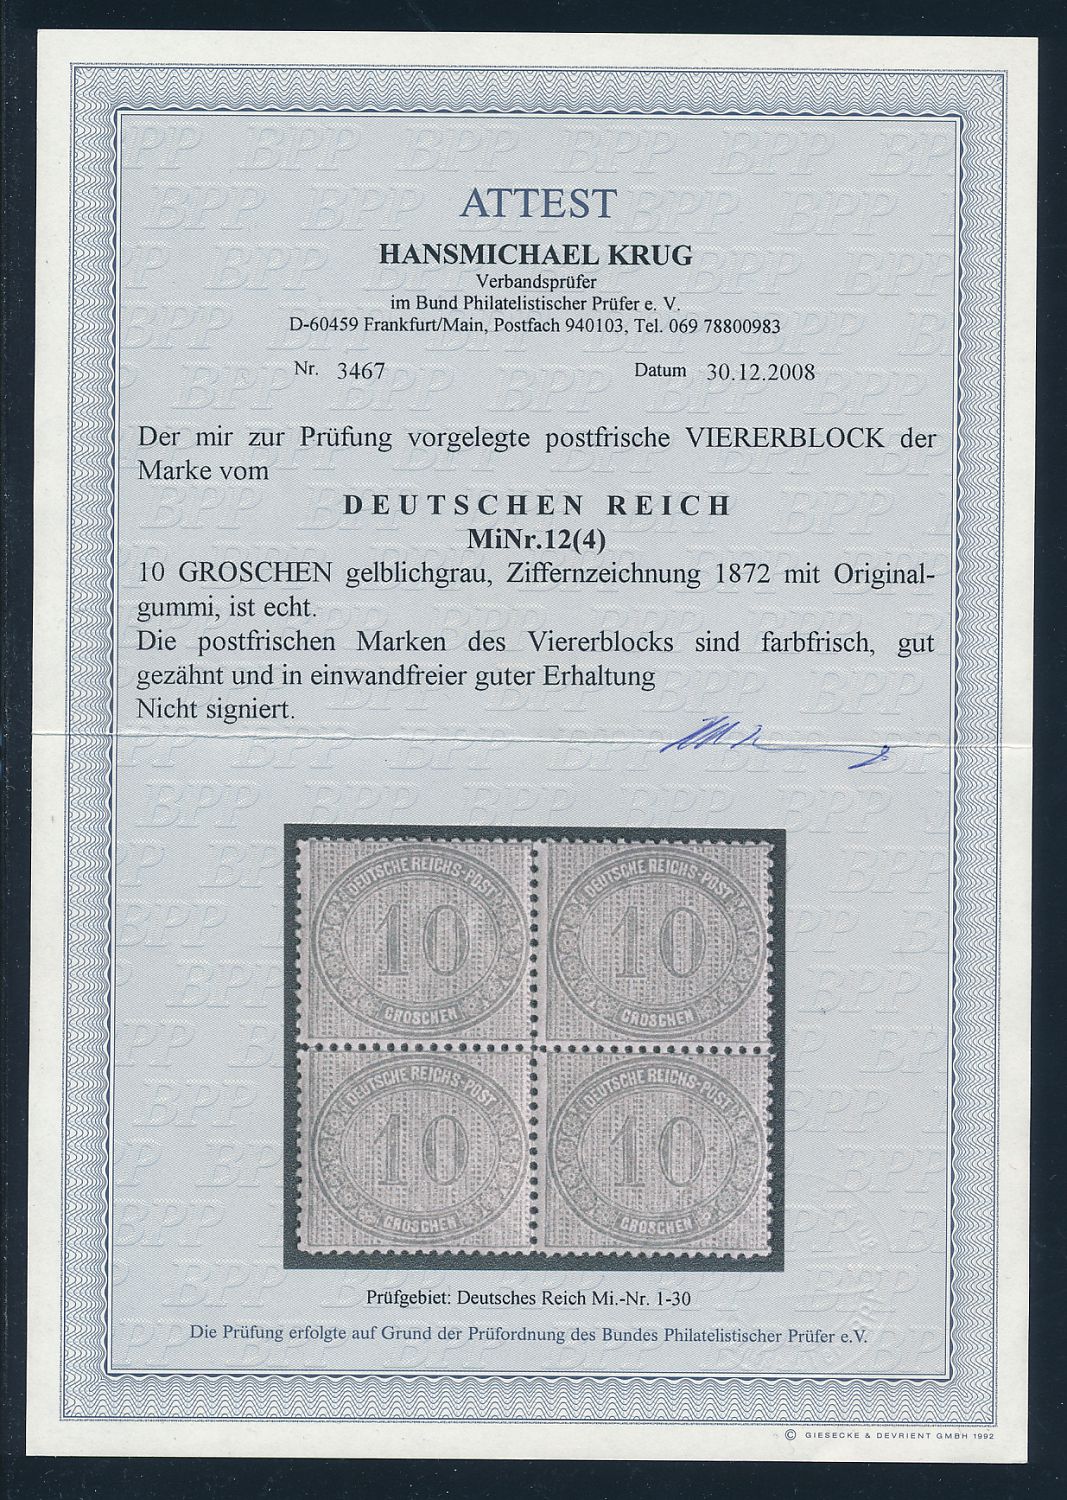 ATTEST
HANSMICHAEL KRUG
Verbandsprüfer
im Bund Philatelistischer Prüfer e. V.
D-60459 Frankfurt/Main, Postfach 940103, Tel. 069 78800983
Nr. 3467 Datum 30.12.2008
Der mir zur Prüfung vorgelegte postfrische VIERERBLOCK der
Marke vom
DEUTSCHEN REICH
MiNr.12(4)
10 GROSCHEN gelblichgrau, Ziffernzeichnung 1872 mit Original-
gummi, ist echt.
Die postfrischen Marken des Viererblocks sind farbfrisch, gut
gezähnt und in einwandfreier guter Erhaltung
Nicht signiert.
DEUTSCHE REICHS-POST
10
GROSCHEN
DEUTSCHE REICHS-POST
10
GROSCHEN
DEUTSCHE REICHS-POST
10
GROSCHEN
DEUTSCHE REICHS-POST
10
GROSCHEN
Prüfgebiet: Deutsches Reich Mi.-Nr. 1-30
Die Prüfung erfolgte auf Grund der Prüfordnung des Bundes Philatelistischer Prüfer e.V.
© GIESECKE & DEVRIENT GMBH 1992